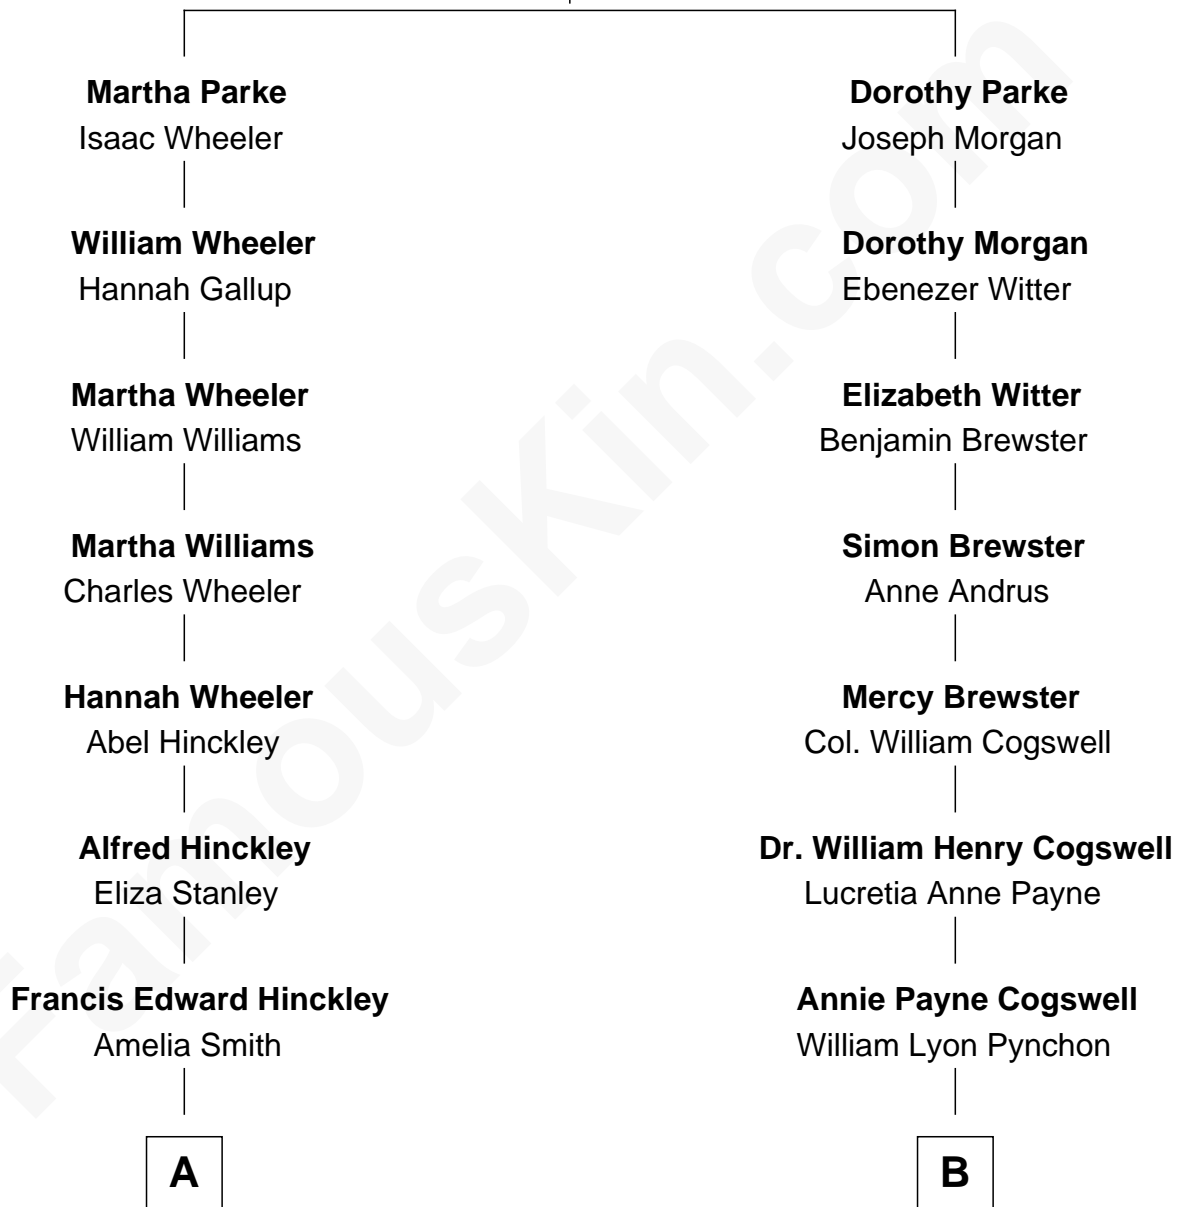 Martha Parke
Isaac Wheeler
William Wheeler
Hannah Gallup
Martha Wheeler
William Williams
Martha Williams
Charles Wheeler
Hannah Wheeler
Abel Hinckley
Alfred Hinckley
Eliza Stanley
Francis Edward Hinckley
Amelia Smith
A
Dorothy Parke
Joseph Morgan
Dorothy Morgan
Ebenezer Witter
Elizabeth Witter
Benjamin Brewster
Simon Brewster
Anne Andrus
Mercy Brewster
Col. William Cogswell
Dr. William Henry Cogswell
Lucretia Anne Payne
Annie Payne Cogswell
William Lyon Pynchon
B
FamousKin.com